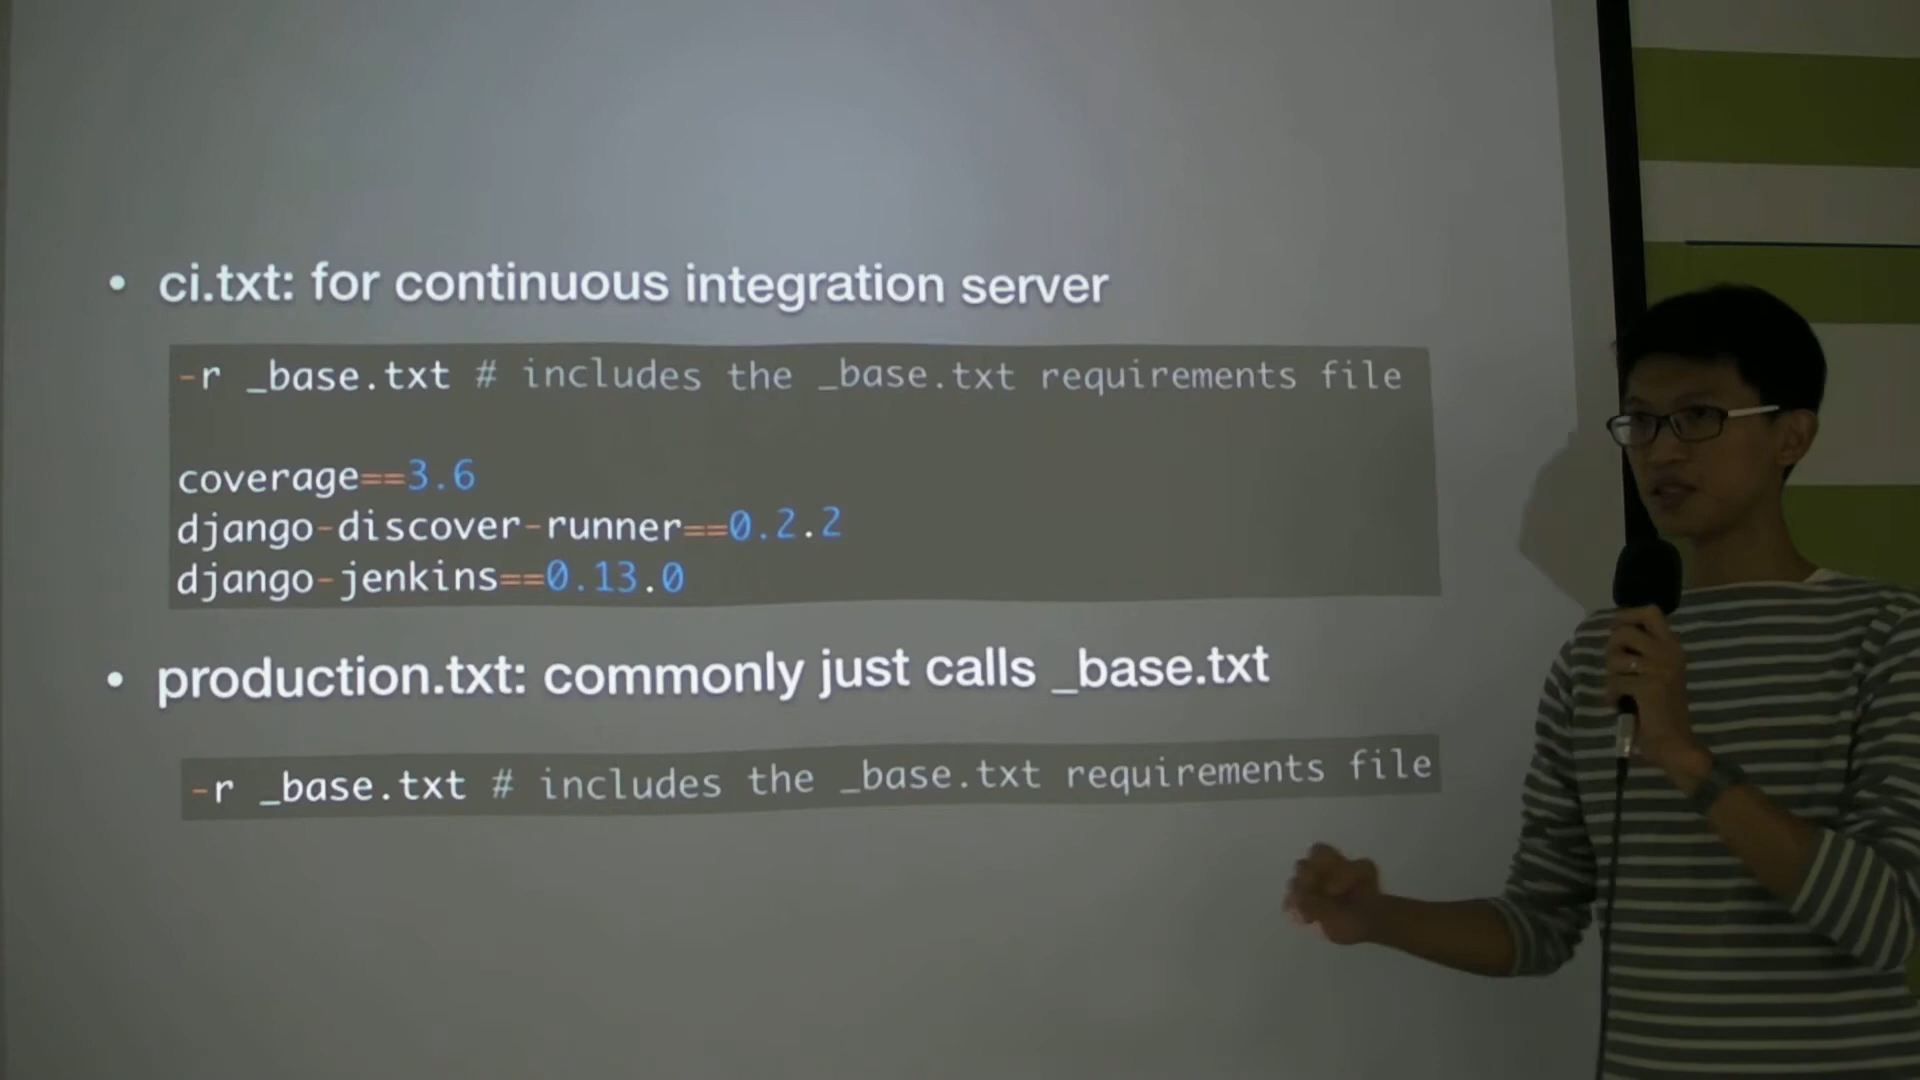 • ci.txt: for continuous integration server
-r _base.txt # includes the _base.txt requirements file
coverage==3.6
django-discover-runner==0.2.2
django-jenkins==0.13.0
• production.txt: commonly just calls _base.txt
-r _base.txt # includes the _base.txt requirements file